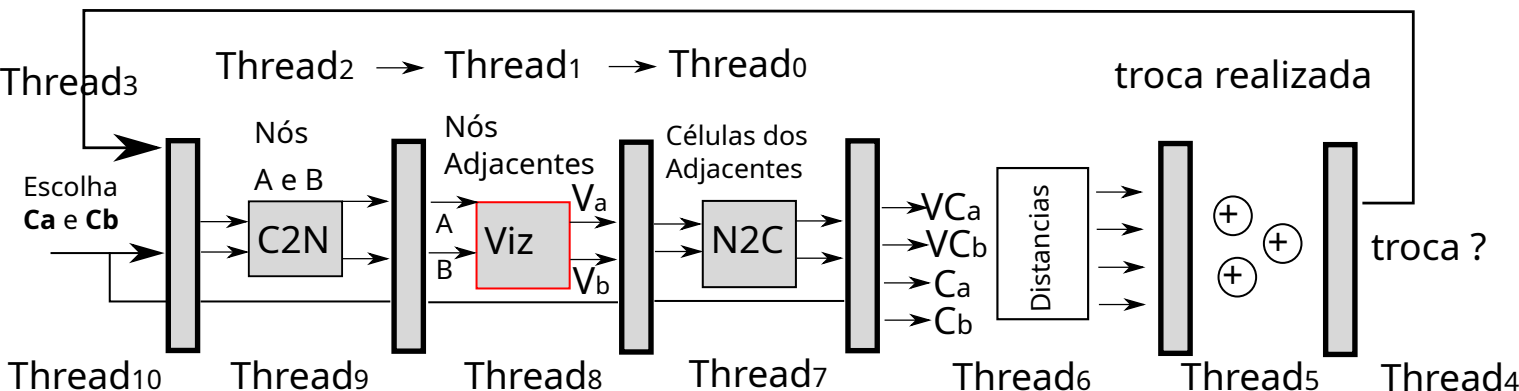 Thread3
Thread2
Thread1
Thread0
troca realizada
Nós
A e B
Nós
Adjacentes
Células dos
Adjacentes
Escolha
Ca e Cb
C2N
A
B
Viz
Va
Vb
N2C
VCa
VCb
Ca
Cb
Distancias
+
+
+
troca ?
Thread10
Thread9
Thread8
Thread7
Thread6
Thread5
Thread4